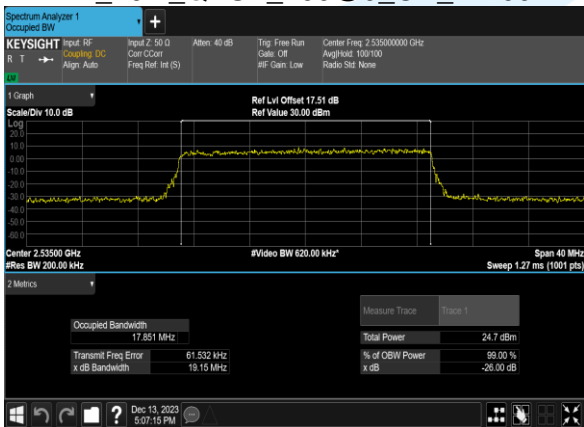 Spectrum Analyzer 1
Occupied BW
+
KEYSIGHT Input: RF Input Z: 50 Ω Atten: 40 dB Trig: Free Run Center Freq: 2.535000000 GHz
R T Coupling: DC Corr CCorr Gate: Off Avg|Hold: 100/100
Align: Auto Freq Ref: Int (S) #IF Gain: Low Radio Std: None
1 Graph
Ref Lvl Offset 17.51 dB
Scale/Div 10.0 dB Ref Value 30.00 dBm
Log
20.0
10.0
0.00
-10.0
-20.0
-30.0
-40.0
-50.0
-60.0
Center 2.53500 GHz #Video BW 620.00 kHz* Span 40 MHz
#Res BW 200.00 kHz Sweep 1.27 ms (1001 pts)
2 Metrics
Measure Trace Trace 1
Occupied Bandwidth
17.851 MHz Total Power 24.7 dBm
Transmit Freq Error 61.532 kHz % of OBW Power 99.00 %
x dB Bandwidth 19.15 MHz x dB -26.00 dB
? Dec 13, 2023
5:07:15 PM